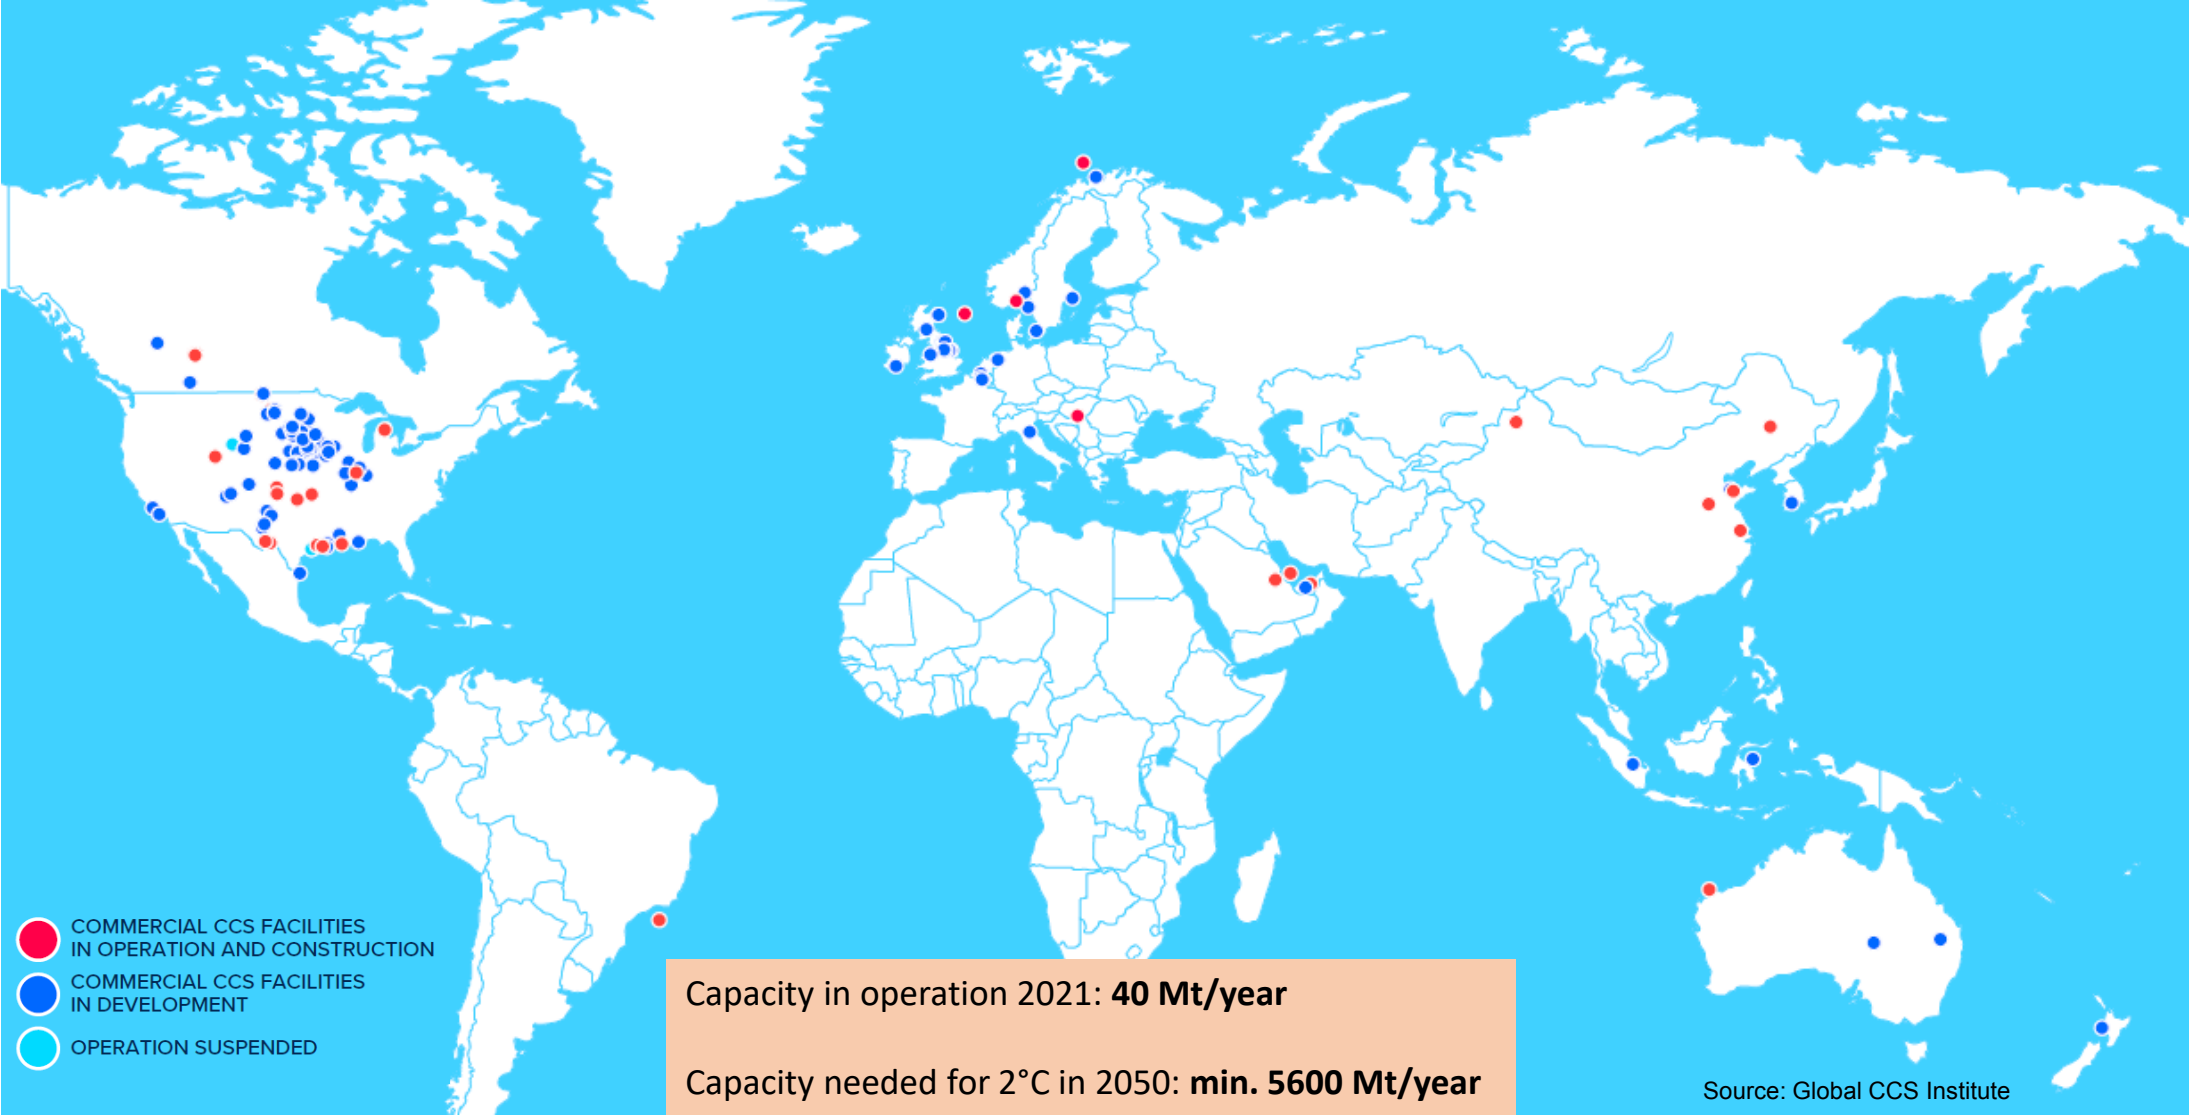 COMMERCIAL CCS FACILITIES
IN OPERATION AND CONSTRUCTION
COMMERCIAL CCS FACILITIES
IN DEVELOPMENT
OPERATION SUSPENDED
Capacity in operation 2021: 40 Mt/year
Capacity needed for 2°C in 2050: min. 5600 Mt/year
Source: Global CCS Institute